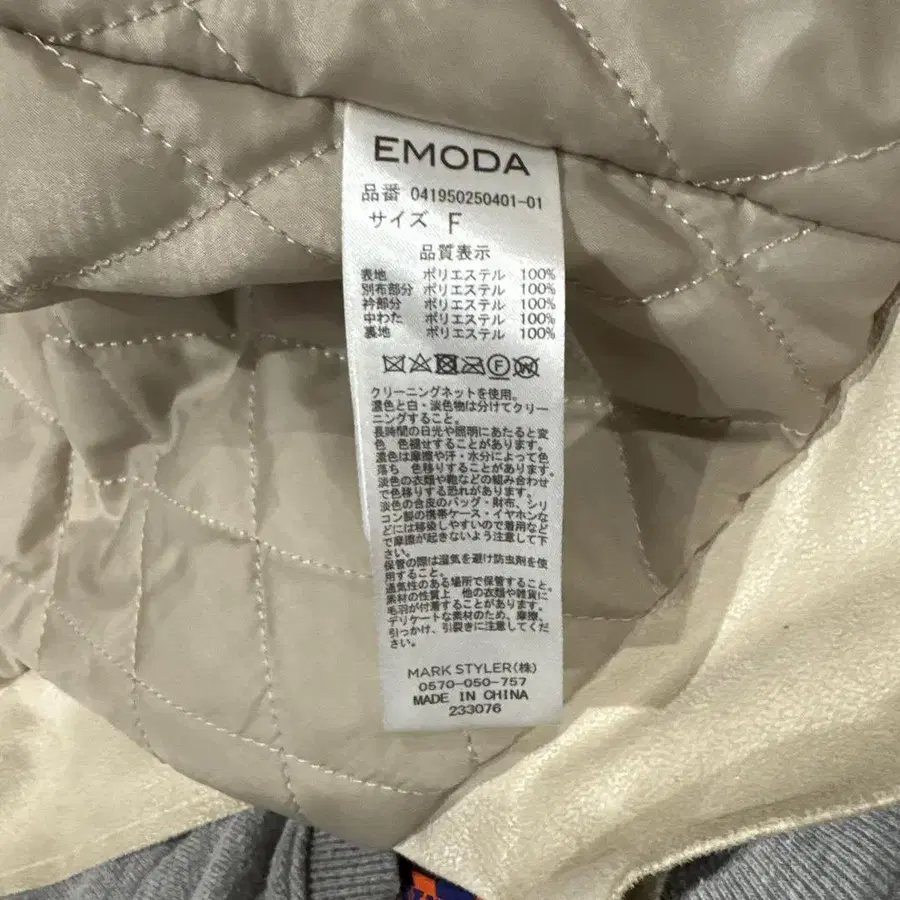 EMODA
品番 041950250401-01
サイズ F
品質表示
表地 ポリエステル 100%
別布部分 ポリエステル 100%
衿部分 ポリエステル 100%
中わた ポリエステル 100%
裏地 ポリエステル 100%
F W
クリーニングネットを使用。
濃色と白・淡色物は分けてクリー
ニングすること。
長時間の日光や照明にあたると変
色 色褪せすることがあります。
濃色は摩擦や汗・水分によって色
落ち 色移りすることがあります。
淡色の衣類や鞄などの組み合わせ
で色移りする恐れがあります。
淡色の合皮のバッグ・財布、シリ
コン製の携帯ケース・イヤホンな
どには移染しやすいので着用など
で摩擦が起きないよう注意して下
さい。
保管の際は湿気を避け防虫剤を使
用すること。
通気性のある場所で保管すること。
素材の性質上 他の衣類や雑貨に
毛羽が付着することがあります。
デリケートな素材のため、摩擦、
引っかけ、引裂きに注意してくだ
さい。
MARK STYLER(株)
0570-050-757
MADE IN CHINA
233076